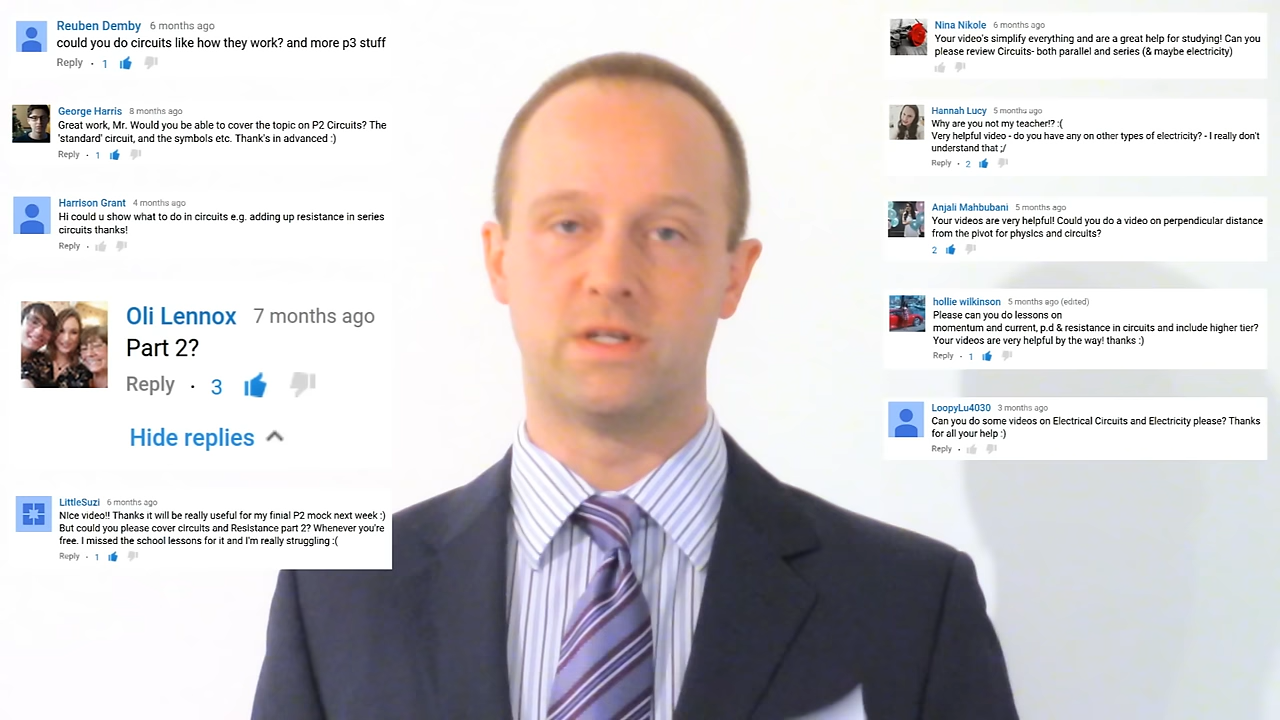 Reuben Demby 6 months ago
could you do circuits like how they work? and more p3 stuff
Reply · 1
George Harris 8 months ago
Great work, Mr. Would you be able to cover the topic on P2 Circuits? The
'standard' circuit, and the symbols etc. Thank's in advanced :)
Reply · 1
Harrison Grant 4 months ago
Hi could u show what to do in circuits e.g. adding up resistance in series
circuits thanks!
Reply ·
Oli Lennox 7 months ago
Part 2?
Reply · 3
Hide replies
LittleSuzi 6 months ago
NIce video!! Thanks it will be really useful for my finial P2 mock next week :)
But could you please cover circuits and Resistance part 2? Whenever you're
free. I missed the school lessons for it and I'm really struggling :(
Reply · 1
Nina Nikole 6 months ago
Your video's simplify everything and are a great help for studying! Can you
please review Circuits- both parallel and series (& maybe electricity)
Hannah Lucy 5 months ago
Why are you not my teacher!? :(
Very helpful video - do you have any on other types of electricity? - I really don't
understand that ;/
Reply · 2
Anjali Mahbubani 5 months ago
Your videos are very helpful! Could you do a video on perpendicular distance
from the pivot for physics and circuits?
2
hollie wilkinson 5 months ago (edited)
Please can you do lessons on
momentum and current, p.d & resistance in circuits and include higher tier?
Your videos are very helpful by the way! thanks :)
Reply · 1
LoopyLu4030 3 months ago
Can you do some videos on Electrical Circuits and Electricity please? Thanks
for all your help :)
Reply ·